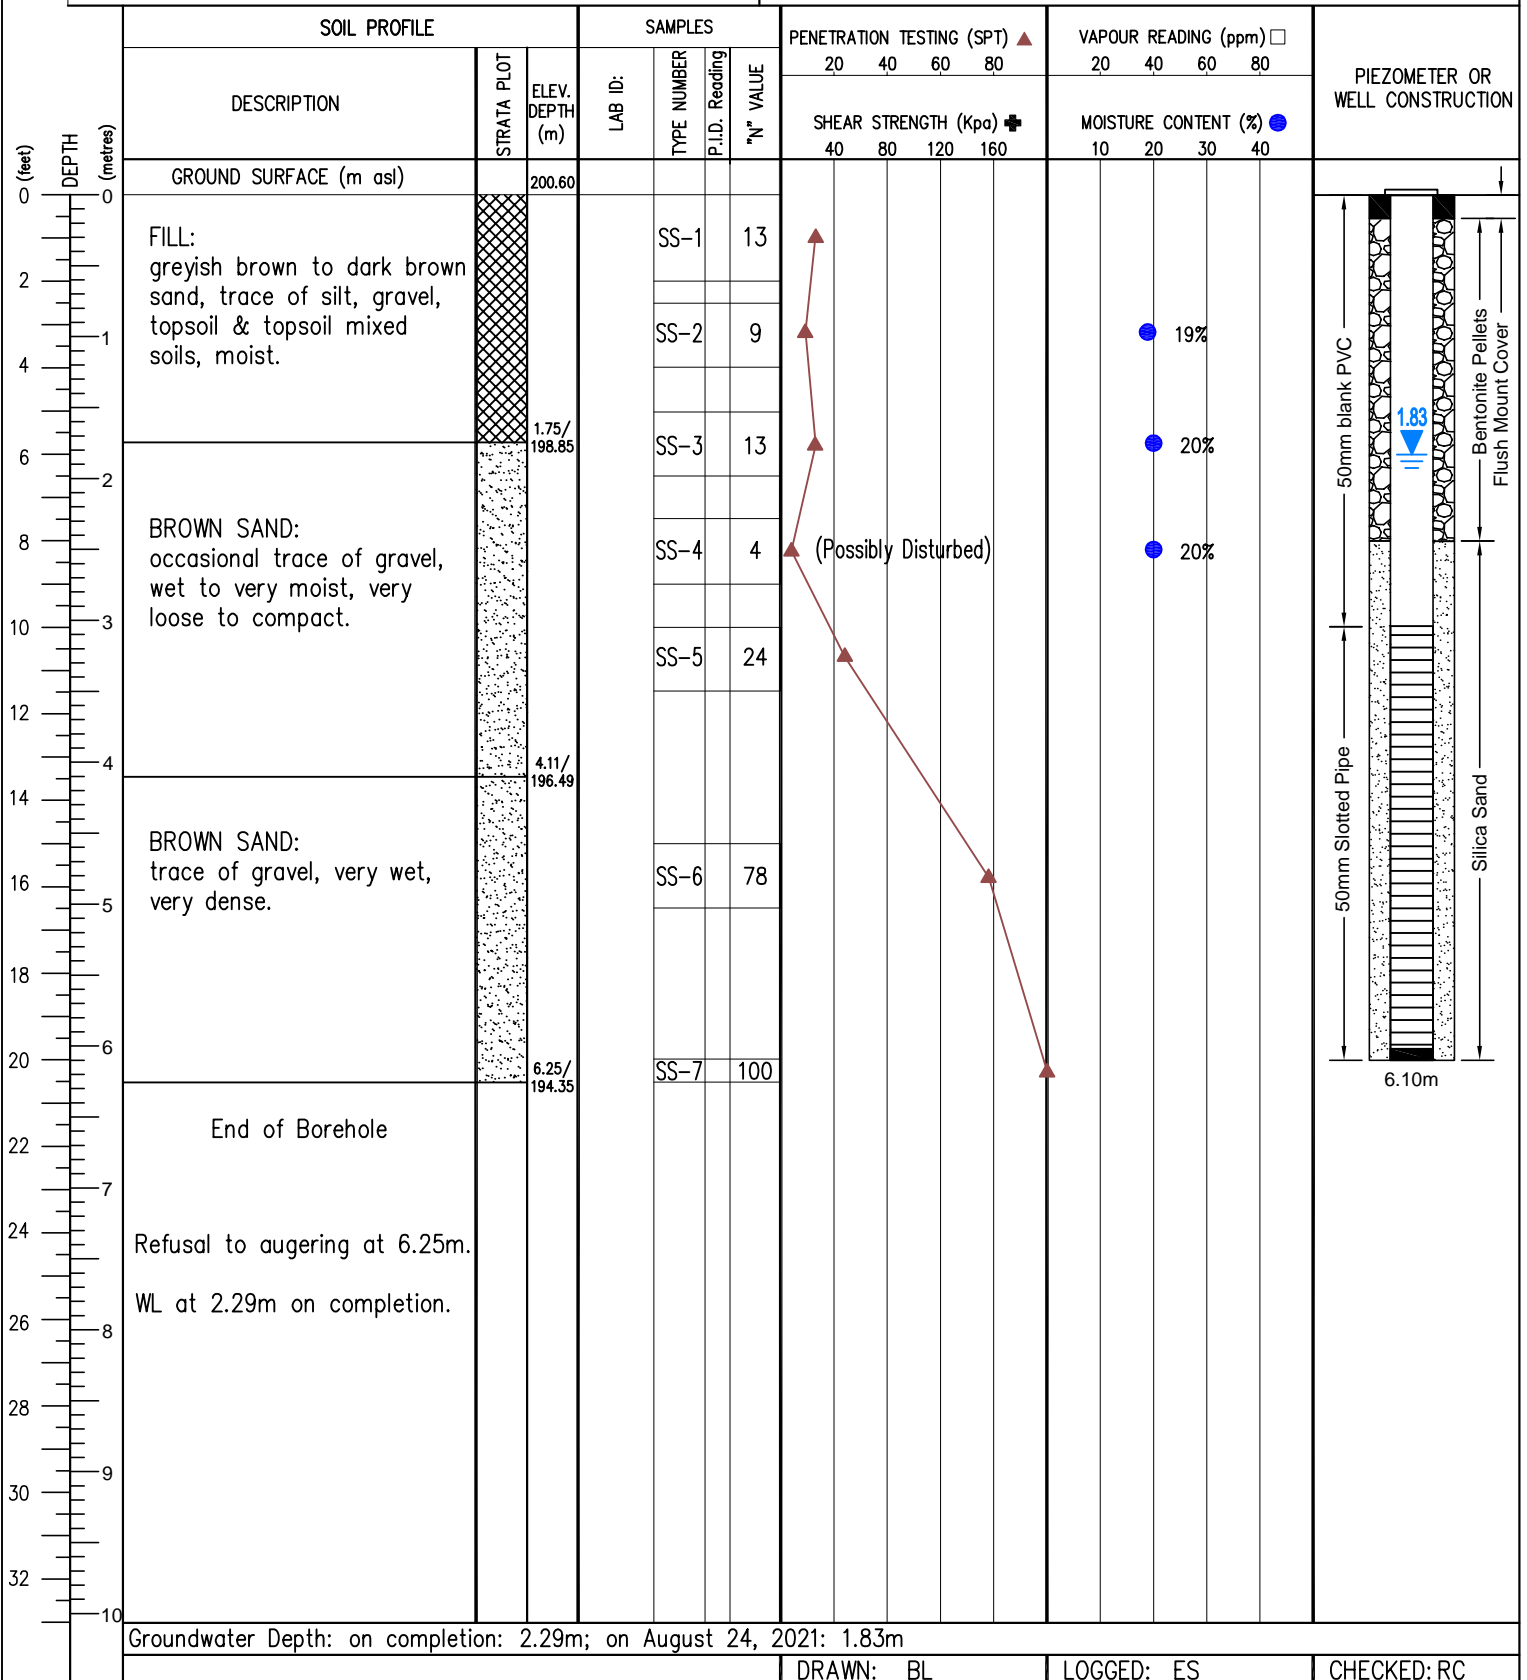 SOIL PROFILE
SAMPLES
PENETRATION TESTING (SPT)
20 40 60 80
VAPOUR READING (ppm)
20 40 60 80
PIEZOMETER OR
WELL CONSTRUCTION
(feet)
DEPTH
(metres)
DESCRIPTION
STRATA PLOT
ELEV.
DEPTH
(m)
LAB ID:
TYPE NUMBER
P.I.D. Reading
"N" VALUE
SHEAR STRENGTH (Kpa)
40 80 120 160
MOISTURE CONTENT (%)
10 20 30 40
GROUND SURFACE (m asl)
200.60
0
2
4
6
8
10
12
14
16
18
20
22
24
26
28
30
32
0
1
2
3
4
5
6
7
8
9
10
FILL:
greyish brown to dark brown
sand, trace of silt, gravel,
topsoil & topsoil mixed
soils, moist.
1.75/
198.85
BROWN SAND:
occasional trace of gravel,
wet to very moist, very
loose to compact.
4.11/
196.49
BROWN SAND:
trace of gravel, very wet,
very dense.
6.25/
194.35
End of Borehole
Refusal to augering at 6.25m.
WL at 2.29m on completion.
SS-1 13
SS-2 9
SS-3 13
SS-4 4
SS-5 24
SS-6 78
SS-7 100
(Possibly Disturbed)
19%
20%
20%
50mm blank PVC
50mm Slotted Pipe
1.83
Bentonite Pellets
Flush Mount Cover
Silica Sand
6.10m
Groundwater Depth: on completion: 2.29m; on August 24, 2021: 1.83m
DRAWN: BL
LOGGED: ES
CHECKED: RC